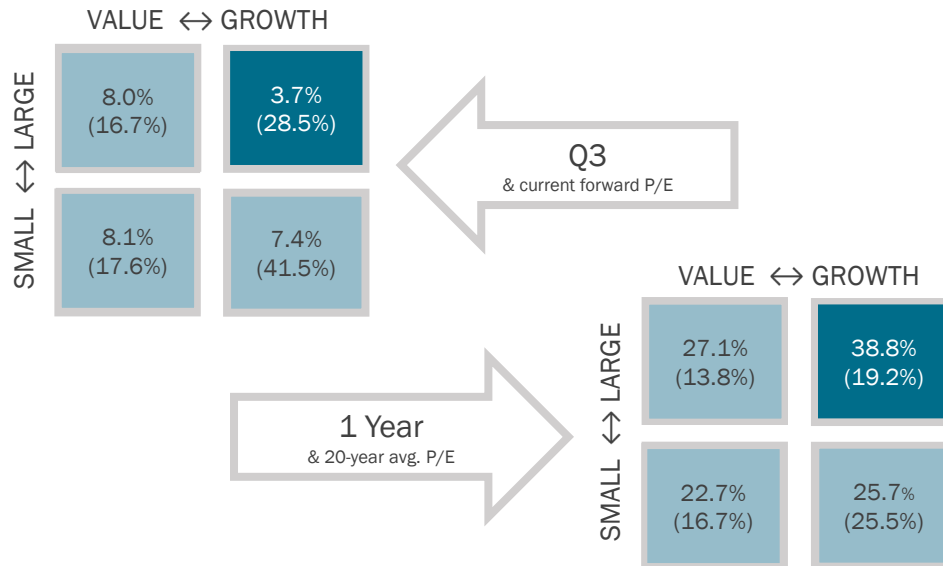 VALUE ↔ GROWTH
SMALL ↔ LARGE
8.0%
(16.7%)
3.7%
(28.5%)
8.1%
(17.6%)
7.4%
(41.5%)
Q3
& current forward P/E
VALUE ↔ GROWTH
SMALL ↔ LARGE
27.1%
(13.8%)
38.8%
(19.2%)
22.7%
(16.7%)
25.7%
(25.5%)
1 Year
& 20-year avg. P/E